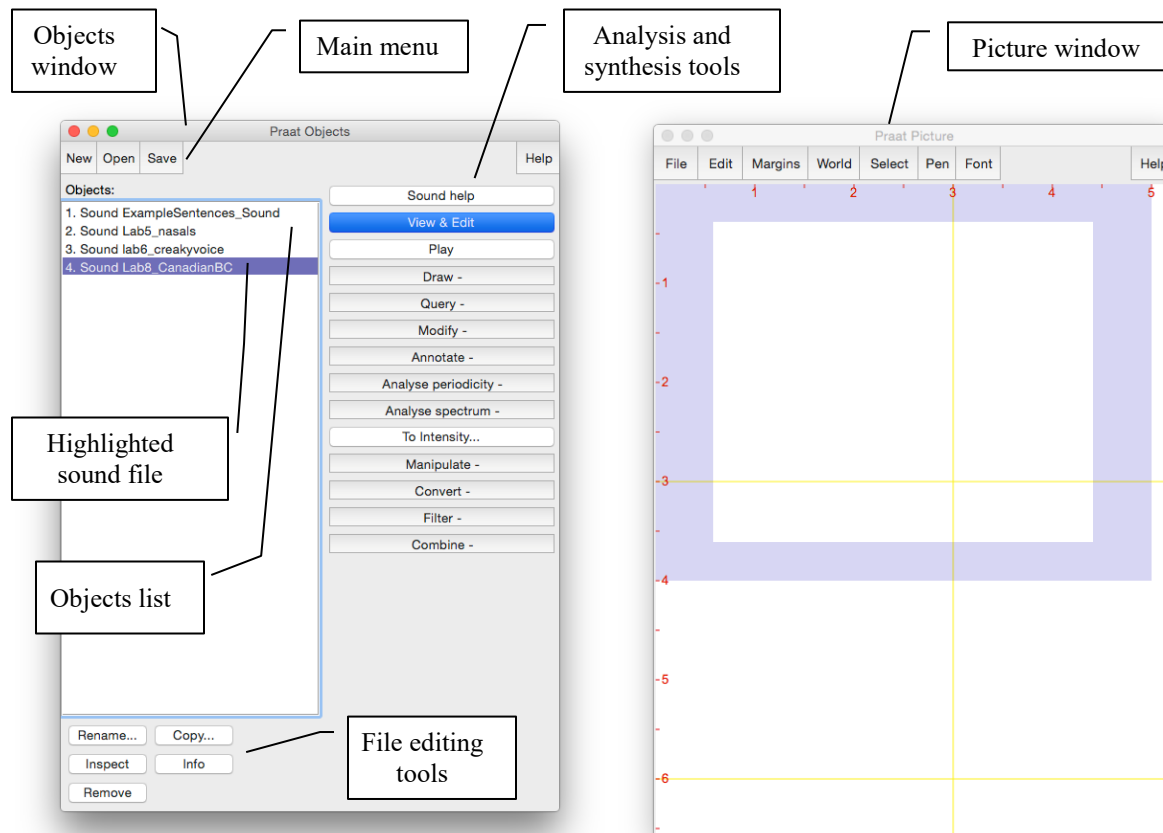 Objects
window
Main menu
Analysis and
synthesis tools
Picture window
Praat Objects
New Open Save Help
Objects:
1. Sound ExampleSentences_Sound
2. Sound Lab5_nasals
3. Sound lab6_creakyvoice
4. Sound Lab8_CanadianBC
Sound help
View & Edit
Play
Draw -
Query -
Modify -
Annotate -
Analyse periodicity -
Analyse spectrum -
To Intensity...
Manipulate -
Convert -
Filter -
Combine -
Highlighted
sound file
Objects list
Rename... Copy...
Inspect Info
Remove
File editing
tools
Praat Picture
File Edit Margins World Select Pen Font Help
1 2 3 4 5
1
2
3
4
5
6